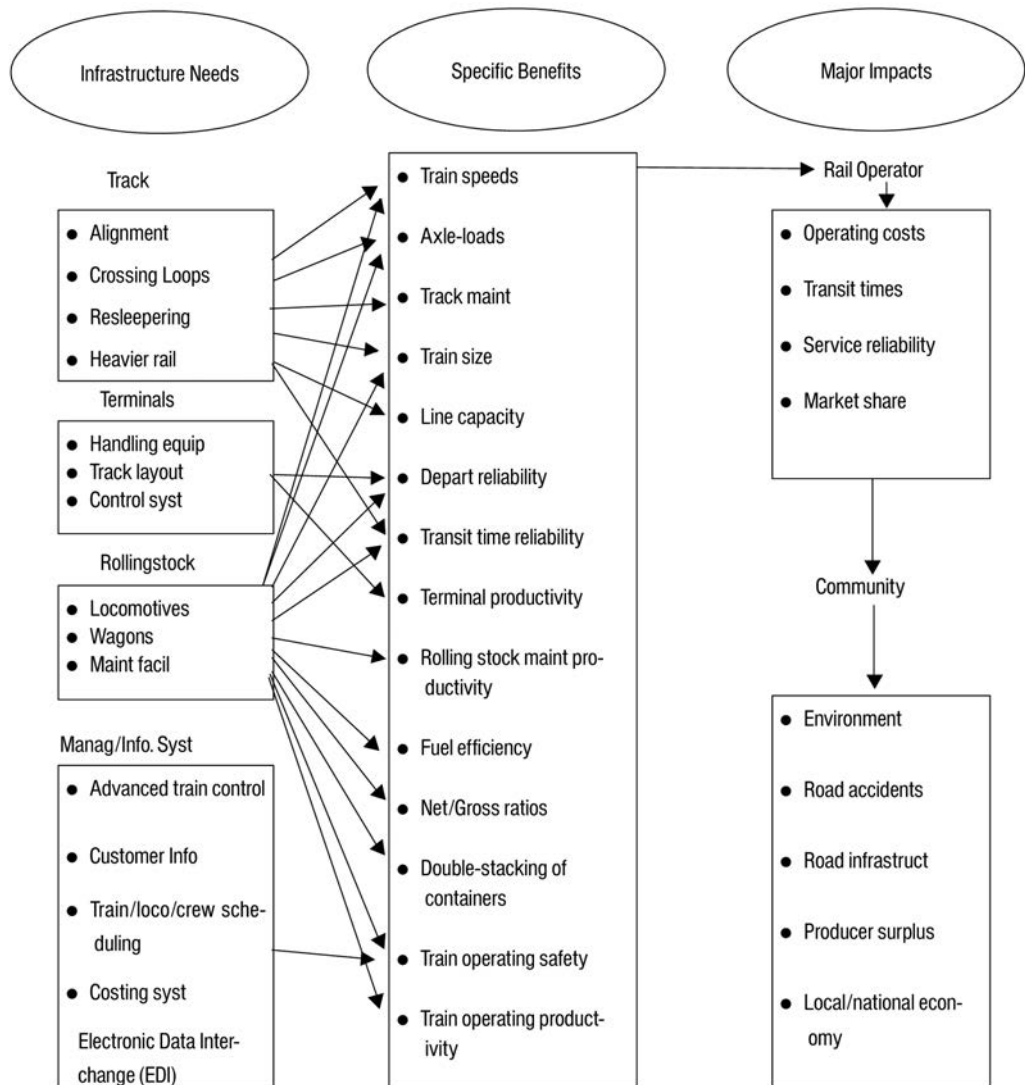 Infrastructure Needs
Specific Benefits
Major Impacts
Track
● Alignment
● Crossing Loops
● Resleepering
● Heavier rail
Terminals
● Handling equip
● Track layout
● Control syst
Rollingstock
● Locomotives
● Wagons
● Maint facil
Manag/Info. Syst
● Advanced train control
● Customer Info
● Train/loco/crew sche-
duling
● Costing syst
Electronic Data Inter-
change (EDI)
● Train speeds
● Axle-loads
● Track maint
● Train size
● Line capacity
● Depart reliability
● Transit time reliability
● Terminal productivity
● Rolling stock maint pro-
ductivity
● Fuel efficiency
● Net/Gross ratios
● Double-stacking of
containers
● Train operating safety
● Train operating product-
ivity
Rail Operator
● Operating costs
● Transit times
● Service reliability
● Market share
Community
● Environment
● Road accidents
● Road infrastruct
● Producer surplus
● Local/national econ-
omy